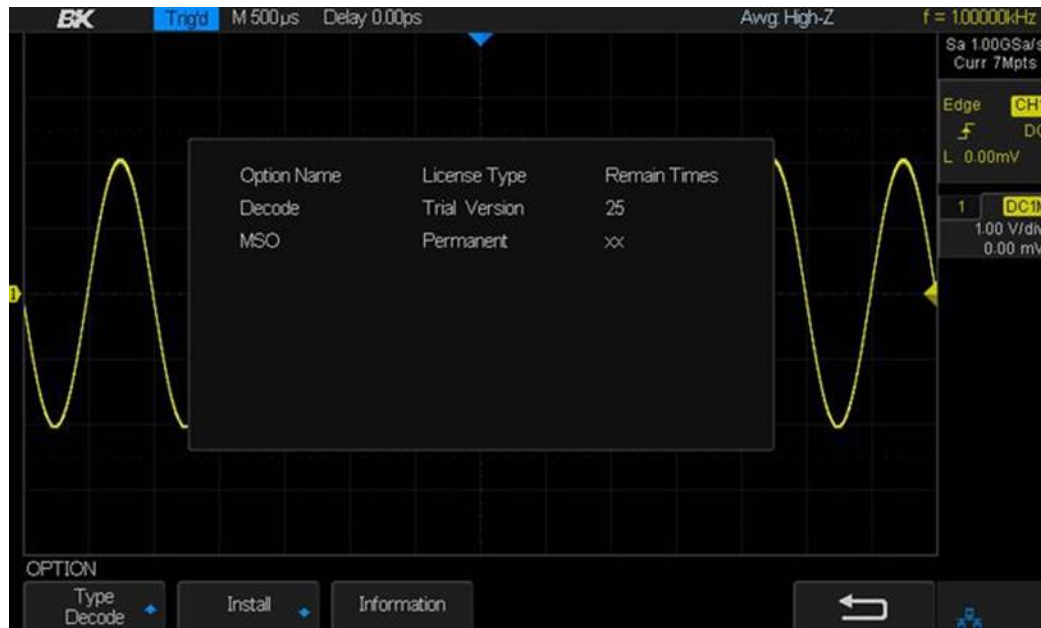 BK Trig'd M 500µs Delay 0.00ps Awg: High-Z f = 1.00000kHz
Sa 1.00GSa/s
Curr 7Mpts
Edge CH1
DC
L 0.00mV
Option Name License Type Remain Times
Decode Trial Version 25
MSO Permanent xx
1 DC1M
1.00 V/div
0.00 mV
1
OPTION
Type
Decode
Install
Information